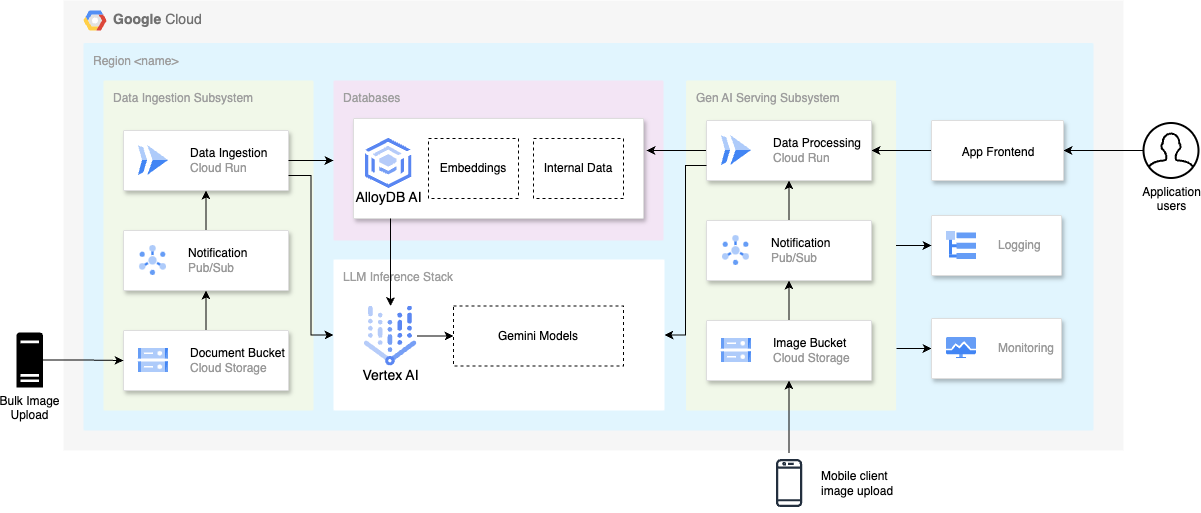 Google Cloud
Region <name>
Data Ingestion Subsystem
Data Ingestion
Cloud Run
Notification
Pub/Sub
Document Bucket
Cloud Storage
Bulk Image
Upload
Databases
AlloyDB AI
Embeddings
Internal Data
LLM Inference Stack
Vertex AI
Gemini Models
Gen AI Serving Subsystem
Data Processing
Cloud Run
Notification
Pub/Sub
Image Bucket
Cloud Storage
App Frontend
Logging
Monitoring
Application
users
Mobile client
image upload